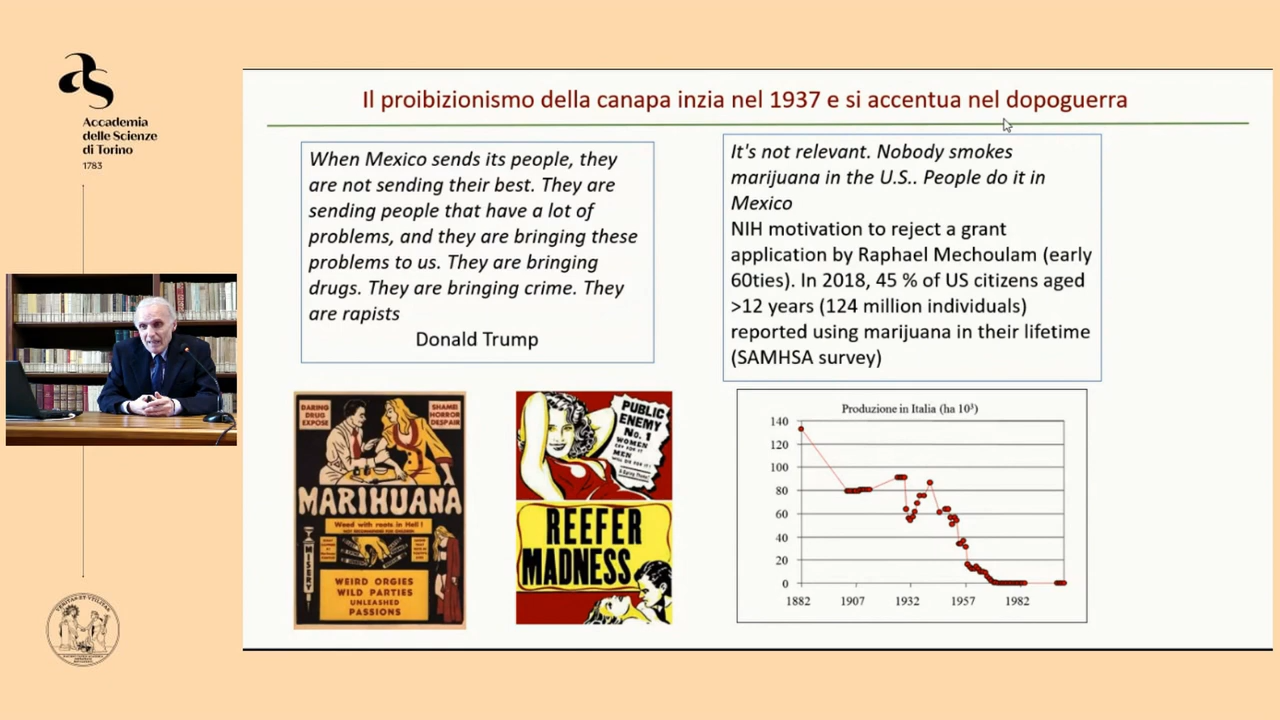 Accademia
delle Scienze
di Torino
1783
Il proibizionismo della canapa inzia nel 1937 e si accentua nel dopoguerra
When Mexico sends its people, they
are not sending their best. They are
sending people that have a lot of
problems, and they are bringing these
problems to us. They are bringing
drugs. They are bringing crime. They
are rapists
Donald Trump
It's not relevant. Nobody smokes
marijuana in the U.S.. People do it in
Mexico
NIH motivation to reject a grant
application by Raphael Mechoulam (early
60ties). In 2018, 45 % of US citizens aged
>12 years (124 million individuals)
reported using marijuana in their lifetime
(SAMHSA survey)
DARING
DRUG
EXPOSE
SHAME
HORROR
DESPAIR
MARIHUANA
Weed with roots in Hell !
MISERY
WEIRD ORGIES
WILD PARTIES
UNLEASHED
PASSIONS
PUBLIC
ENEMY
No. 1
WOMEN
CRY FOR IT
MEN
WILL DIE FOR IT!
REEFER
MADNESS
Produzione in Italia (ha 10³)
140
120
100
80
60
40
20
0
1882 1907 1932 1957 1982